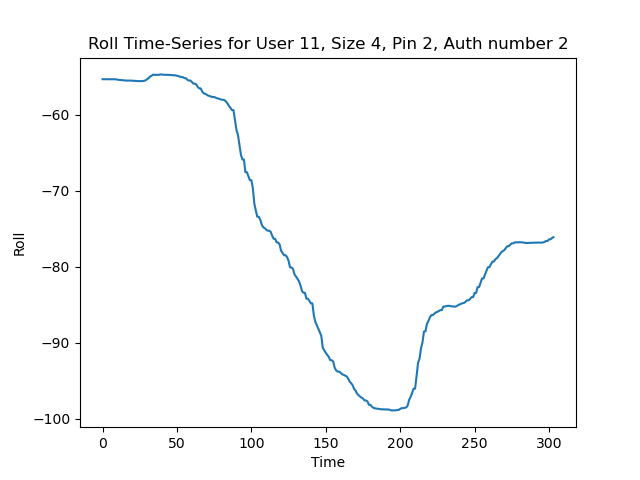 Roll Time-Series for User 11, Size 4, Pin 2, Auth number 2
Roll
−60
−70
−80
−90
−100
0 50 100 150 200 250 300
Time